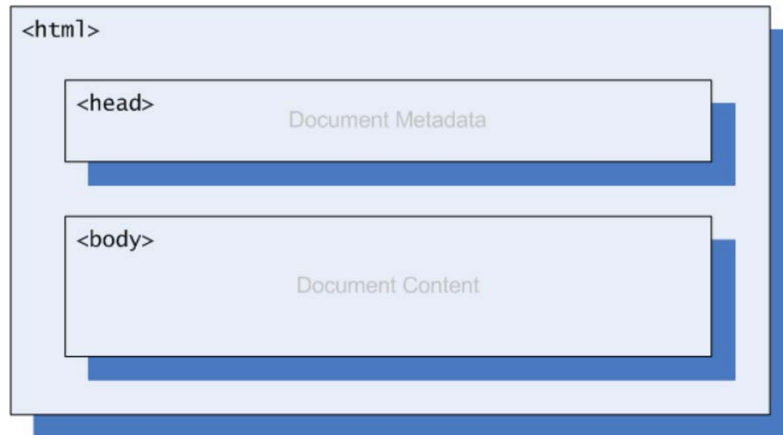 <html>
<head>
Document Metadata
<body>
Document Content